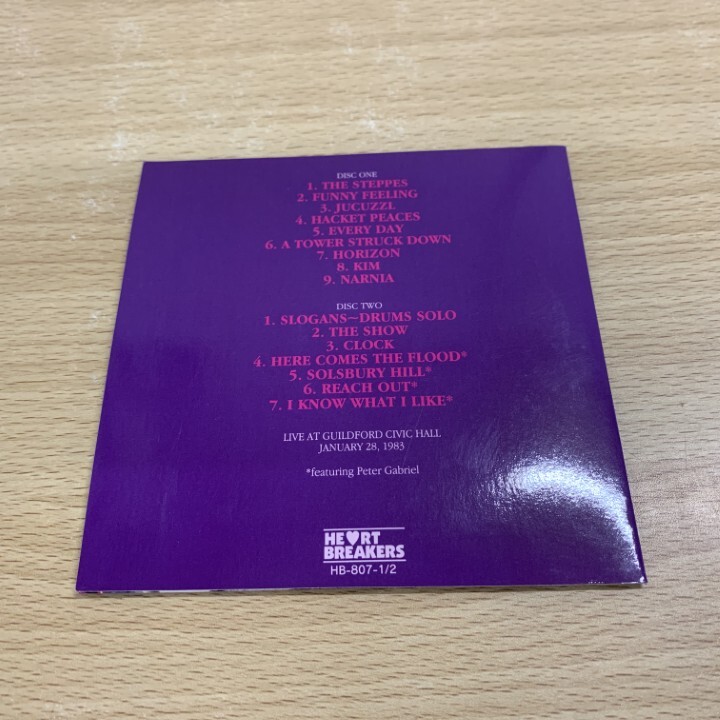 DISC ONE
1. THE STEPPES
2. FUNNY FEELING
3. JUCUZZI
4. HACKET PEACES
5. EVERY DAY
6. A TOWER STRUCK DOWN
7. HORIZON
8. KIM
9. NARNIA
DISC TWO
1. SLOGANS~DRUMS SOLO
2. THE SHOW
3. CLOCK
4. HERE COMES THE FLOOD*
5. SOLSBURY HILL*
6. REACH OUT*
7. I KNOW WHAT I LIKE*
LIVE AT GUILDFORD CIVIC HALL
JANUARY 28, 1983
*featuring Peter Gabriel
HE♥RT
BREAKERS
HB-807-1/2